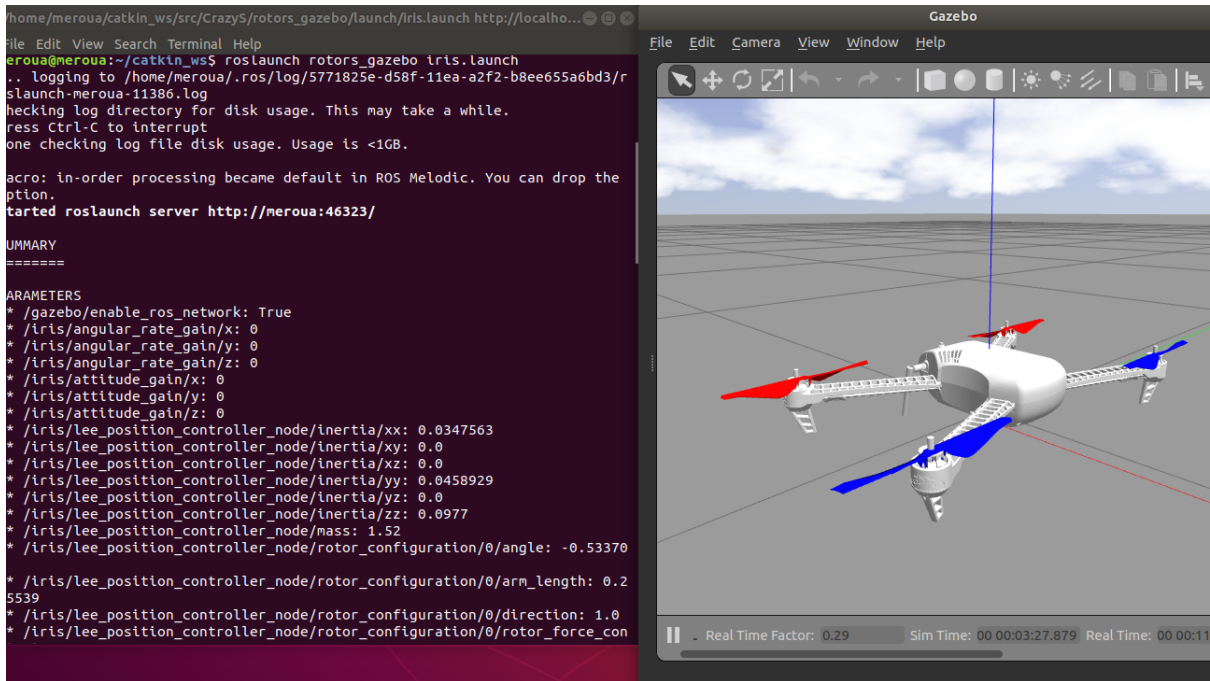 /home/meroua/catkin_ws/src/CrazyS/rotors_gazebo/launch/iris.launch http://localho...
File Edit View Search Terminal Help
eroua@meroua:~/catkin_ws$ roslaunch rotors_gazebo iris.launch
.. logging to /home/meroua/.ros/log/5771825e-d58f-11ea-a2f2-b8ee655a6bd3/r
slaunch-meroua-11386.log
hecking log directory for disk usage. This may take a while.
ress Ctrl-C to interrupt
one checking log file disk usage. Usage is <1GB.
acro: in-order processing became default in ROS Melodic. You can drop the
ption.
tarted roslaunch server http://meroua:46323/
UMMARY
=======
ARAMETERS
* /gazebo/enable_ros_network: True
* /iris/angular_rate_gain/x: 0
* /iris/angular_rate_gain/y: 0
* /iris/angular_rate_gain/z: 0
* /iris/attitude_gain/x: 0
* /iris/attitude_gain/y: 0
* /iris/attitude_gain/z: 0
* /iris/lee_position_controller_node/inertia/xx: 0.0347563
* /iris/lee_position_controller_node/inertia/xy: 0.0
* /iris/lee_position_controller_node/inertia/xz: 0.0
* /iris/lee_position_controller_node/inertia/yy: 0.0458929
* /iris/lee_position_controller_node/inertia/yz: 0.0
* /iris/lee_position_controller_node/inertia/zz: 0.0977
* /iris/lee_position_controller_node/mass: 1.52
* /iris/lee_position_controller_node/rotor_configuration/0/angle: -0.53370
* /iris/lee_position_controller_node/rotor_configuration/0/arm_length: 0.2
5539
* /iris/lee_position_controller_node/rotor_configuration/0/direction: 1.0
* /iris/lee_position_controller_node/rotor_configuration/0/rotor_force_con
Gazebo
File Edit Camera View Window Help
Real Time Factor: 0.29 Sim Time: 00 00:03:27.879 Real Time: 00 00:11